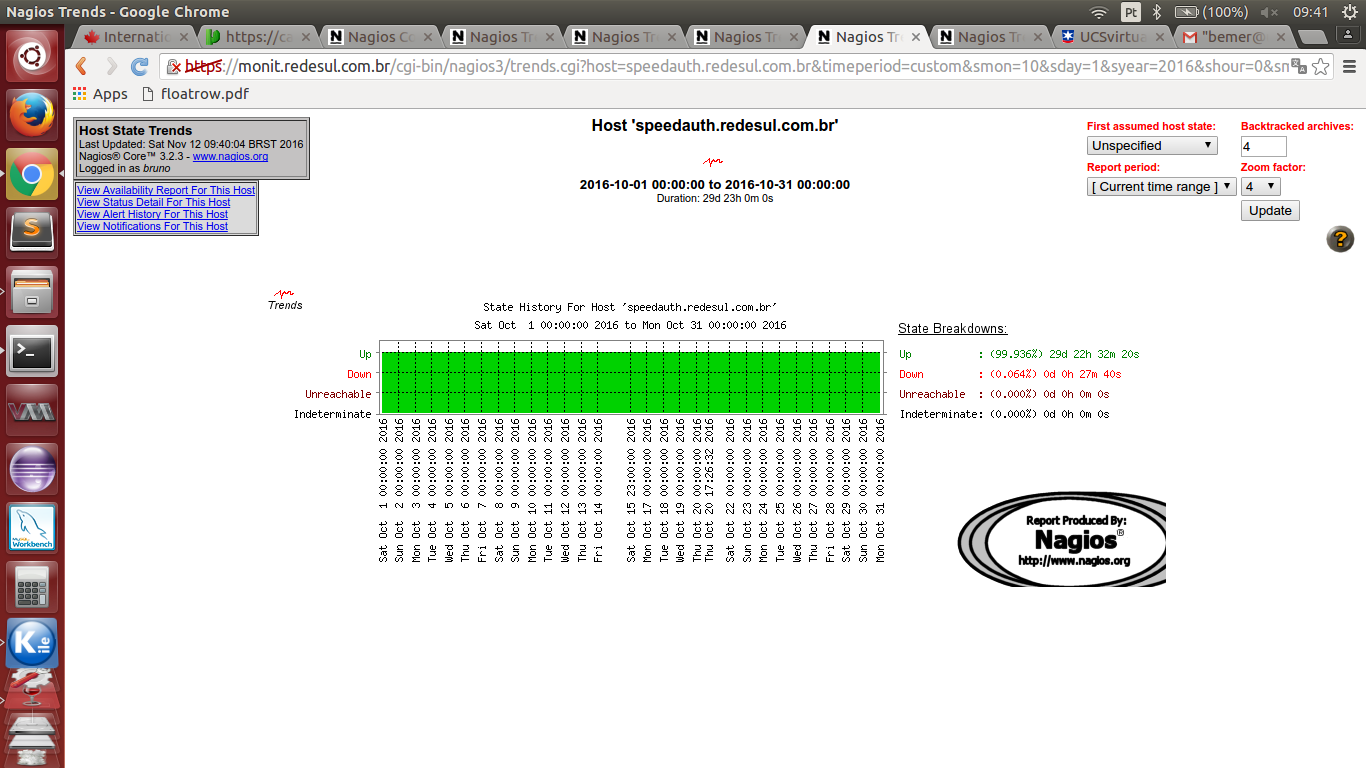 Nagios Trends - Google Chrome
Pt (100%) 09:41
Internatio
https://ca
Nagios Co
Nagios Tre
Nagios Tre
Nagios Tre
Nagios Tre
Nagios Tre
UCSvirtua
"bemer@
https://monit.redesul.com.br/cgi-bin/nagios3/trends.cgi?host=speedauth.redesul.com.br&timeperiod=custom&smon=10&sday=1&syear=2016&shour=0&sm
Apps floatrow.pdf
Host State Trends
Last Updated: Sat Nov 12 09:40:04 BRST 2016
Nagios® Core™ 3.2.3 - www.nagios.org
Logged in as bruno
View Availability Report For This Host
View Status Detail For This Host
View Alert History For This Host
View Notifications For This Host
Host 'speedauth.redesul.com.br'
2016-10-01 00:00:00 to 2016-10-31 00:00:00
Duration: 29d 23h 0m 0s
First assumed host state: Backtracked archives:
Unspecified 4
Report period: Zoom factor:
[ Current time range ] 4
Update
?
Trends
State History For Host 'speedauth.redesul.com.br'
Sat Oct 1 00:00:00 2016 to Mon Oct 31 00:00:00 2016
Up
Down
Unreachable
Indeterminate
Sat Oct 1 00:00:00 2016
Sun Oct 2 00:00:00 2016
Mon Oct 3 00:00:00 2016
Tue Oct 4 00:00:00 2016
Wed Oct 5 00:00:00 2016
Thu Oct 6 00:00:00 2016
Fri Oct 7 00:00:00 2016
Sat Oct 8 00:00:00 2016
Sun Oct 9 00:00:00 2016
Mon Oct 10 00:00:00 2016
Tue Oct 11 00:00:00 2016
Wed Oct 12 00:00:00 2016
Thu Oct 13 00:00:00 2016
Fri Oct 14 00:00:00 2016
Sat Oct 15 23:00:00 2016
Mon Oct 17 00:00:00 2016
Tue Oct 18 00:00:00 2016
Wed Oct 19 00:00:00 2016
Thu Oct 20 00:00:00 2016
Thu Oct 20 17:26:32 2016
Sat Oct 22 00:00:00 2016
Sun Oct 23 00:00:00 2016
Mon Oct 24 00:00:00 2016
Tue Oct 25 00:00:00 2016
Wed Oct 26 00:00:00 2016
Thu Oct 27 00:00:00 2016
Fri Oct 28 00:00:00 2016
Sat Oct 29 00:00:00 2016
Sun Oct 30 00:00:00 2016
Mon Oct 31 00:00:00 2016
State Breakdowns:
Up : (99.936%) 29d 22h 32m 20s
Down : (0.064%) 0d 0h 27m 40s
Unreachable : (0.000%) 0d 0h 0m 0s
Indeterminate: (0.000%) 0d 0h 0m 0s
Report Produced By:
Nagios®
http://www.nagios.org